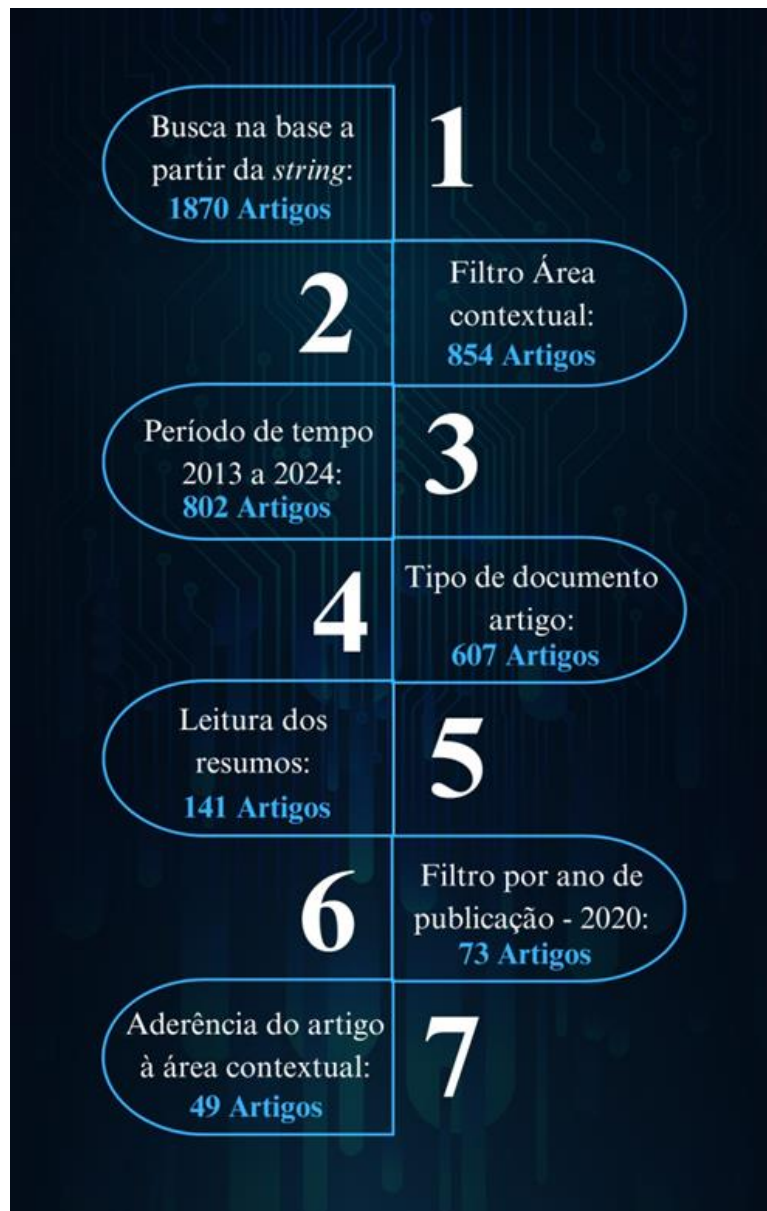 Busca na base a
partir da string:
1870 Artigos
1
2
Filtro Área
contextual:
854 Artigos
Período de tempo
2013 a 2024:
802 Artigos
3
4
Tipo de documento
artigo:
607 Artigos
Leitura dos
resumos:
141 Artigos
5
6
Filtro por ano de
publicação - 2020:
73 Artigos
Aderência do artigo
à área contextual:
49 Artigos
7